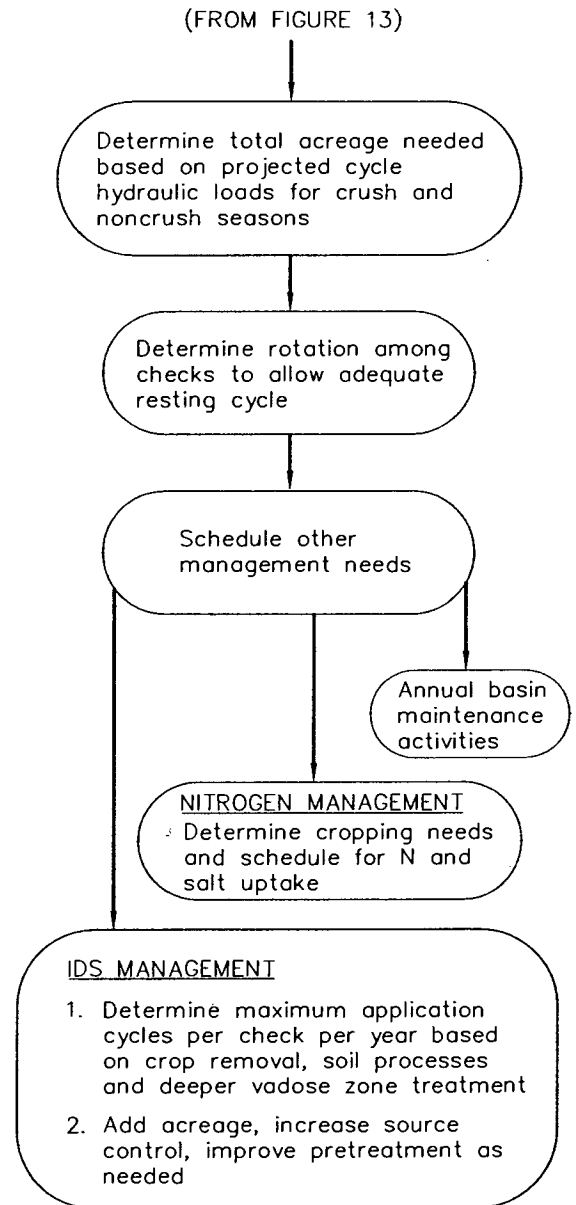 (FROM FIGURE 13)
Determine total acreage needed
based on projected cycle
hydraulic loads for crush and
noncrush seasons
Determine rotation among
checks to allow adequate
resting cycle
Schedule other
management needs
Annual basin
maintenance
activities
NITROGEN MANAGEMENT
Determine cropping needs
and schedule for N and
salt uptake
IDS MANAGEMENT
1. Determine maximum application
cycles per check per year based
on crop removal, soil processes
and deeper vadose zone treatment
2. Add acreage, increase source
control, improve pretreatment as
needed